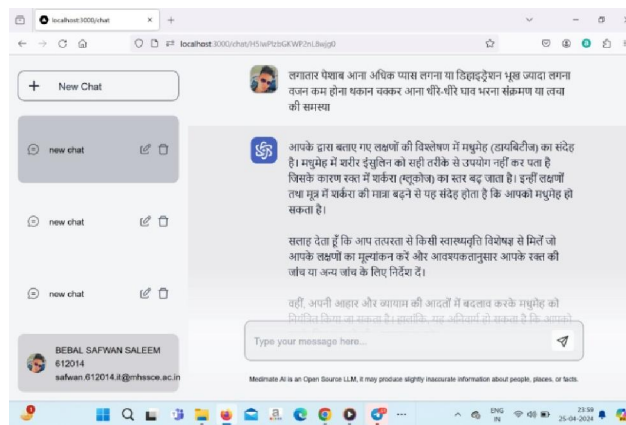 localhost:3000/chat
localhost:3000/chat/
New Chat
लगातार पेशाब आना अधिक प्यास लगना या डिहाइड्रेशन भूख ज्यादा लगना
वजन कम होना थकान चक्कर आना धीरे-धीरे घाव भरना संक्रमण या त्वचा
की समस्या
new chat
आपके द्वारा बताए गए लक्षणों की विश्लेषण में मधुमेह (डायबिटीज) का संदेह
है। मधुमेह में शरीर इंसुलिन को सही तरीके से उपयोग नहीं कर पता है
जिसके कारण रक्त में शर्करा (ग्लूकोज) का स्तर बढ़ जाता है। इन्हीं लक्षणों
तथा मूत्र में शर्करा की मात्रा बढ़ने से यह संदेह होता है कि आपको मधुमेह हो
सकता है।
new chat
सलाह देता हूँ कि आप तत्परता से किसी स्वास्थ्यवृत्ति विशेषज्ञ से मिलें जो
आपके लक्षणों का मूल्यांकन करें और आवश्यकतानुसार आपके रक्त की
जांच या अन्य जांच के लिए निर्देश दें।
new chat
वहीं, अपनी आहार और व्यायाम की आदतों में बदलाव करके मधुमेह को
नियंत्रित किया जा सकता है। हालांकि, यह अनिवार्य हो सकता है कि आपको
Type your message here...
BEBAL SAFWAN SALEEM
612014
safwan.612014.it@mhssce.ac.in
Medimate AI is an Open Source LLM, it may produce slightly inaccurate information about people, places, or facts.
ENG
IN
23:59
25-04-2024